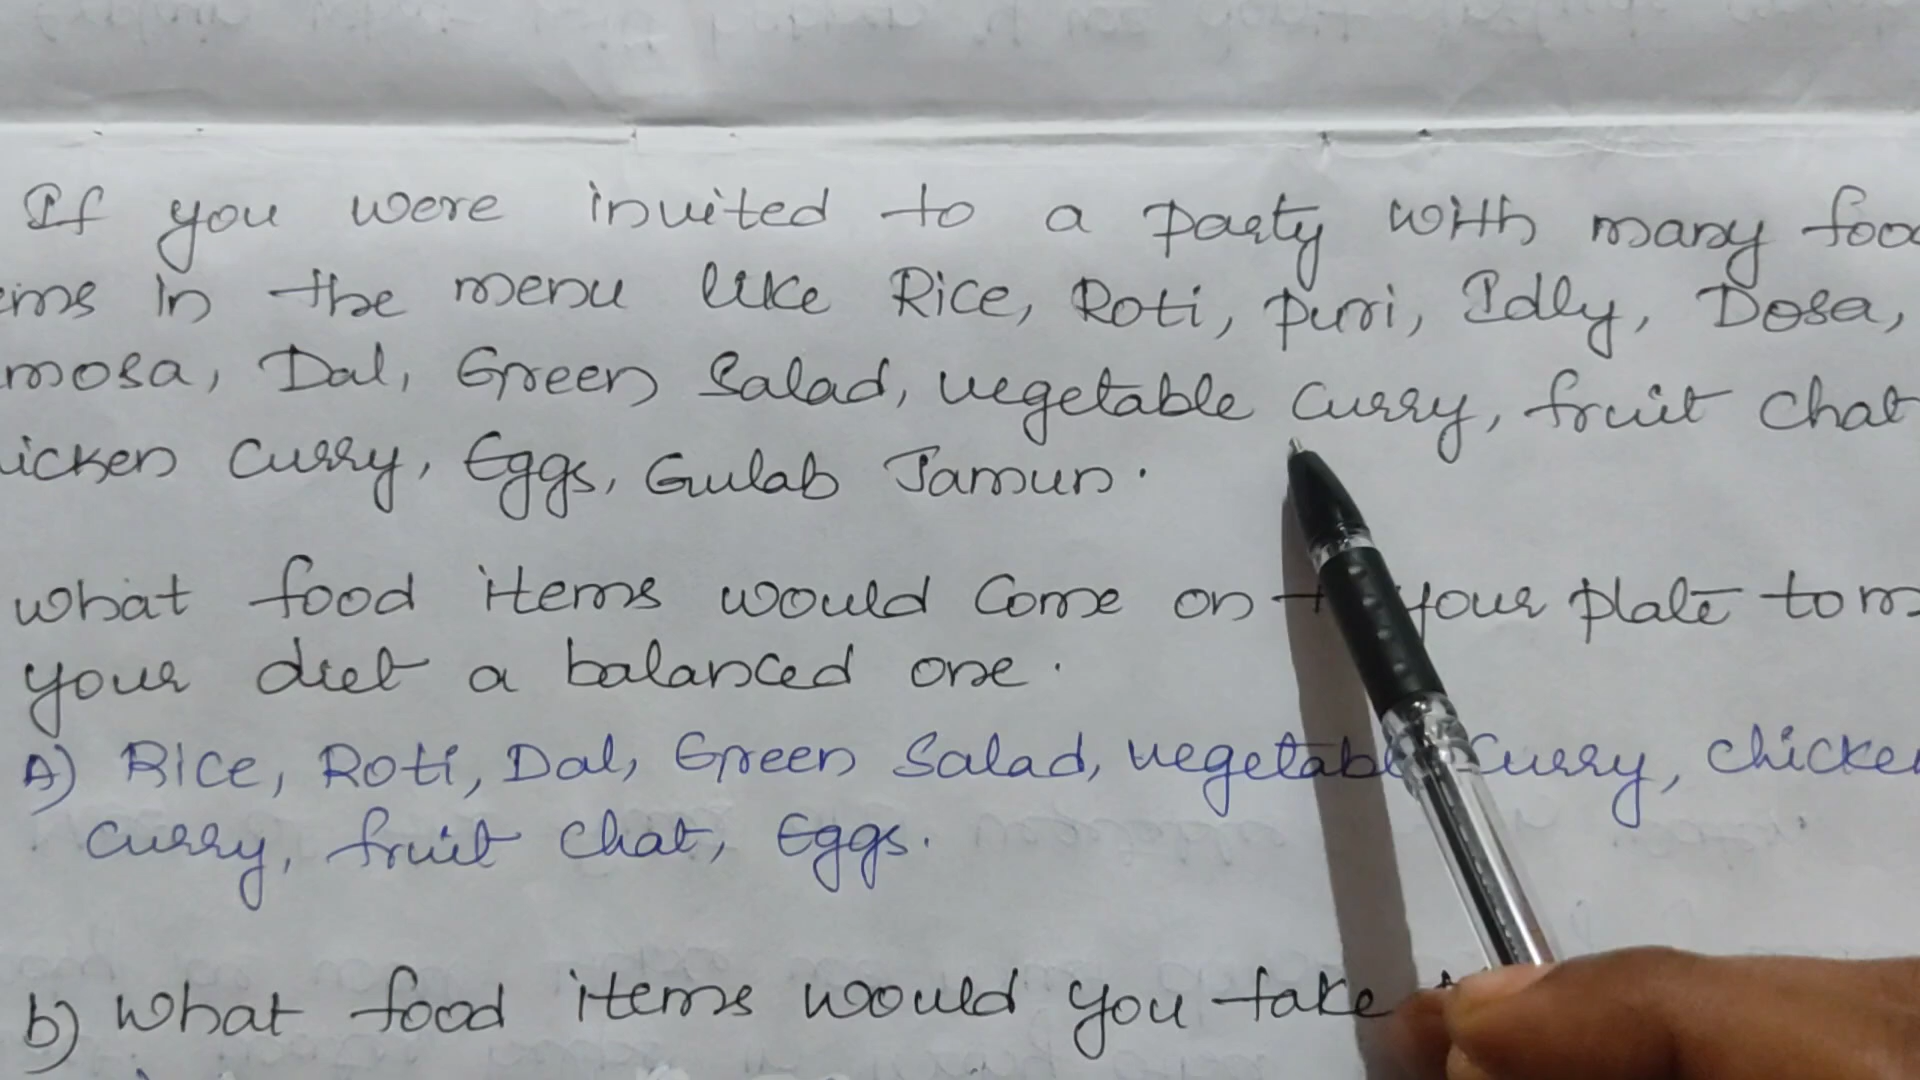 If you were invited to a party with many foo
ems in the menu like Rice, Roti, puri, Idly, Dosa,
mosa, Dal, Green Salad, vegetable curry, fruit chat
icken curry, Eggs, Gulab Jamun.
what food items would come on t your plate to m
your diet a balanced one.
A) Rice, Roti, Dal, Green Salad, vegetabl curry, chicke
curry, fruit chat, Eggs.
b) what food items would you take